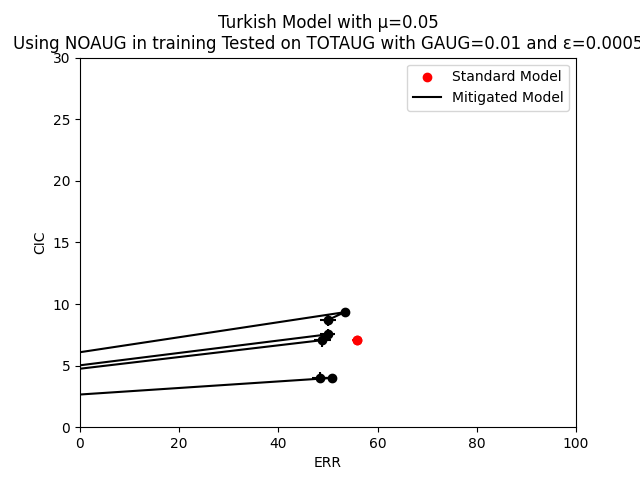 Turkish Model with μ=0.05
Using NOAUG in training Tested on TOTAUG with GAUG=0.01 and ε=0.0005
30
25
20
15
10
5
0
CIC
Standard Model
Mitigated Model
0 20 40 60 80 100
ERR